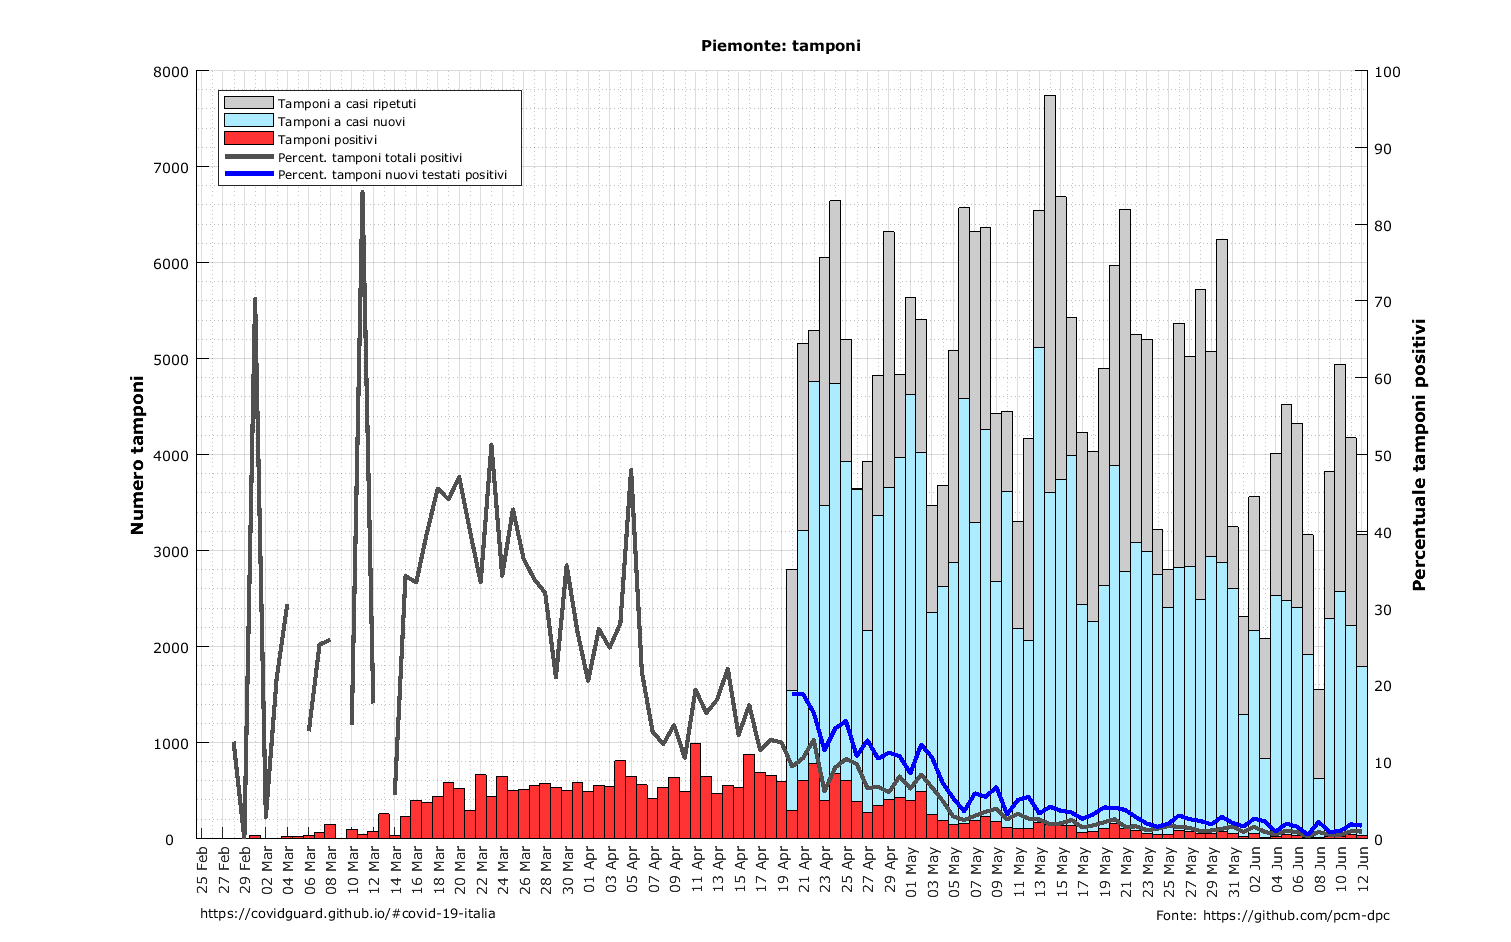 Piemonte: tamponi
Tamponi a casi ripetuti
Tamponi a casi nuovi
Tamponi positivi
Percent. tamponi totali positivi
Percent. tamponi nuovi testati positivi
Numero tamponi
8000
7000
6000
5000
4000
3000
2000
1000
0
Percentuale tamponi positivi
100
90
80
70
60
50
40
30
20
10
0
25 Feb
27 Feb
29 Feb
02 Mar
04 Mar
06 Mar
08 Mar
10 Mar
12 Mar
14 Mar
16 Mar
18 Mar
20 Mar
22 Mar
24 Mar
26 Mar
28 Mar
30 Mar
01 Apr
03 Apr
05 Apr
07 Apr
09 Apr
11 Apr
13 Apr
15 Apr
17 Apr
19 Apr
21 Apr
23 Apr
25 Apr
27 Apr
29 Apr
01 May
03 May
05 May
07 May
09 May
11 May
13 May
15 May
17 May
19 May
21 May
23 May
25 May
27 May
29 May
31 May
02 Jun
04 Jun
06 Jun
08 Jun
10 Jun
12 Jun
https://covidguard.github.io/#covid-19-italia
Fonte: https://github.com/pcm-dpc